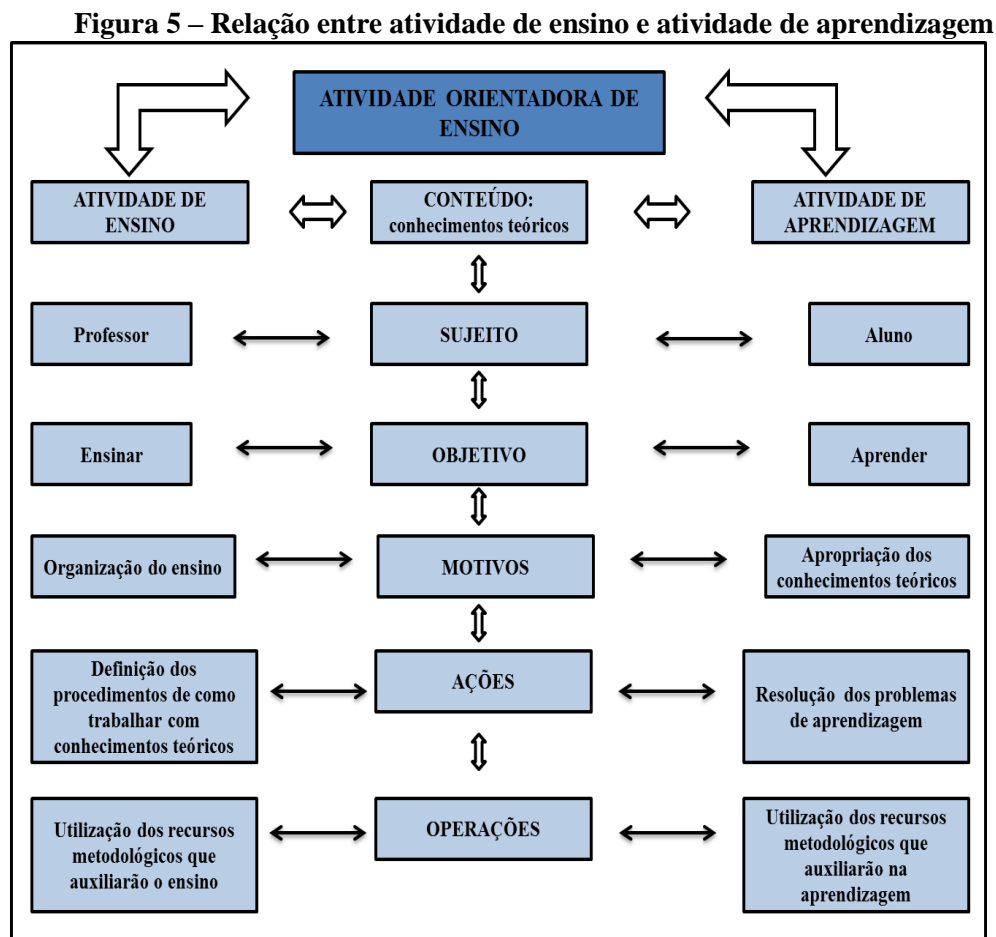 Figura 5 – Relação entre atividade de ensino e atividade de aprendizagem
ATIVIDADE ORIENTADORA DE
ENSINO
ATIVIDADE DE
ENSINO
CONTEÚDO:
conhecimentos teóricos
ATIVIDADE DE
APRENDIZAGEM
Professor
SUJEITO
Aluno
Ensinar
OBJETIVO
Aprender
Organização do ensino
MOTIVOS
Apropriação dos
conhecimentos teóricos
Definição dos
procedimentos de como
trabalhar com
conhecimentos teóricos
AÇÕES
Resolução dos problemas
de aprendizagem
Utilização dos recursos
metodológicos que
auxiliarão o ensino
OPERAÇÕES
Utilização dos recursos
metodológicos que
auxiliarão na
aprendizagem